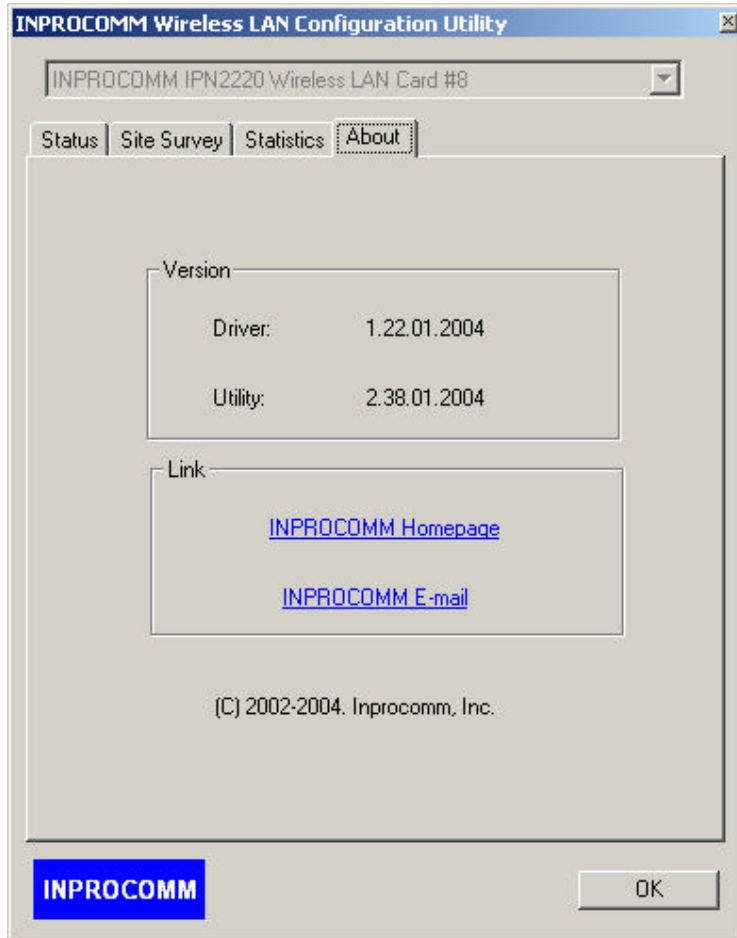 INPROCOMM Wireless LAN Configuration Utility
INPROCOMM IPN2220 Wireless LAN Card #8
Status Site Survey Statistics About
Version
Driver: 1.22.01.2004
Utility: 2.38.01.2004
Link
INPROCOMM Homepage
INPROCOMM E-mail
(C) 2002-2004. Inprocomm, Inc.
INPROCOMM OK